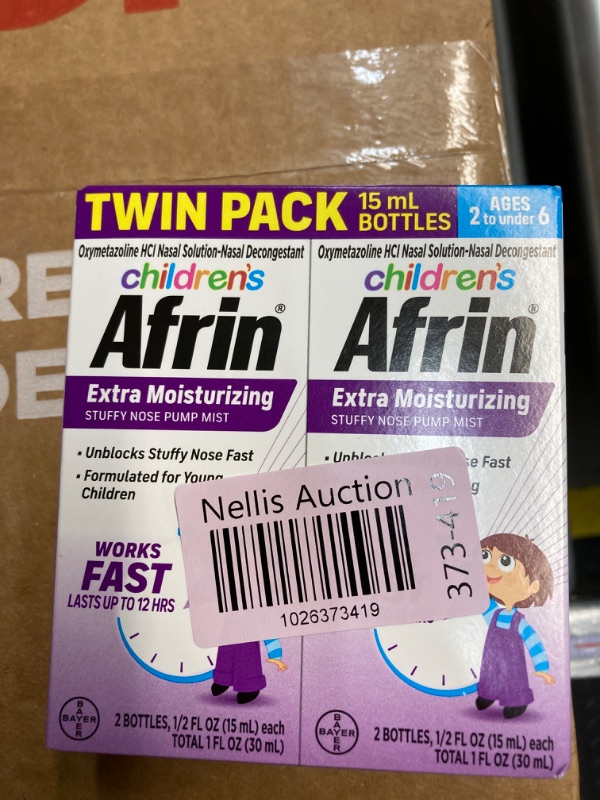 TWIN PACK 15 mL BOTTLES
AGES
2 to under 6
Oxymetazoline HCl Nasal Solution-Nasal Decongestant
children's
Afrin®
Extra Moisturizing
STUFFY NOSE PUMP MIST
• Unblocks Stuffy Nose Fast
• Formulated for Young
Children
WORKS
FAST
LASTS UP TO 12 HRS
BAYER
BAYER
2 BOTTLES, 1/2 FL OZ (15 mL) each
TOTAL 1 FL OZ (30 mL)
Oxymetazoline HCl Nasal Solution-Nasal Decongestant
children's
Afrin®
Extra Moisturizing
STUFFY NOSE PUMP MIST
se Fast
BAYER
BAYER
2 BOTTLES, 1/2 FL OZ (15 mL) each
TOTAL 1 FL OZ (30 mL)
Nellis Auction
1026373419
373-419
RE
DE